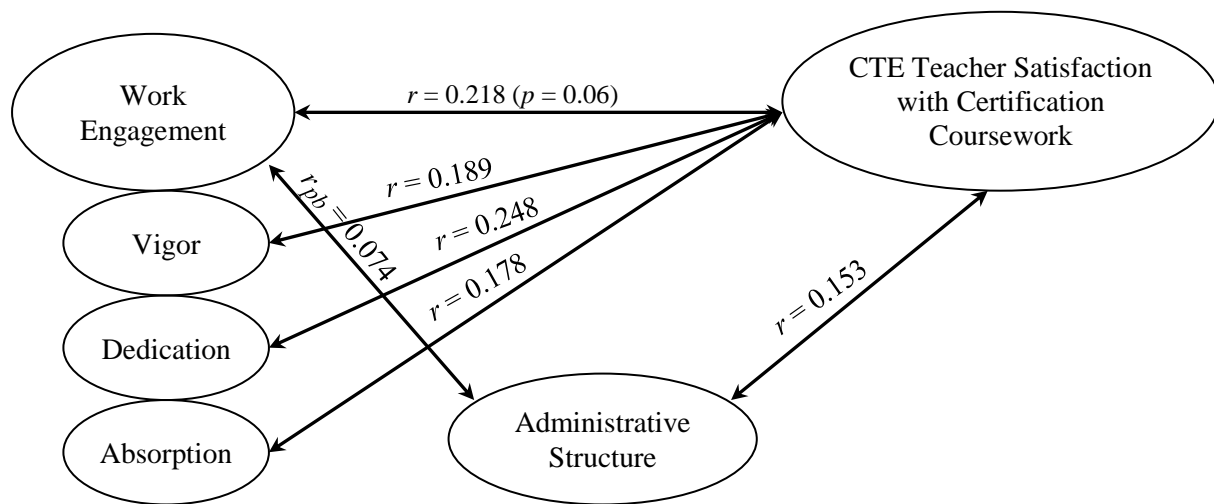 Work
Engagement
r = 0.218 (p = 0.06)
CTE Teacher Satisfaction
with Certification
Coursework
r = 0.189
r_pb = 0.074
Vigor
r = 0.248
r = 0.178
r = 0.153
Dedication
Absorption
Administrative
Structure